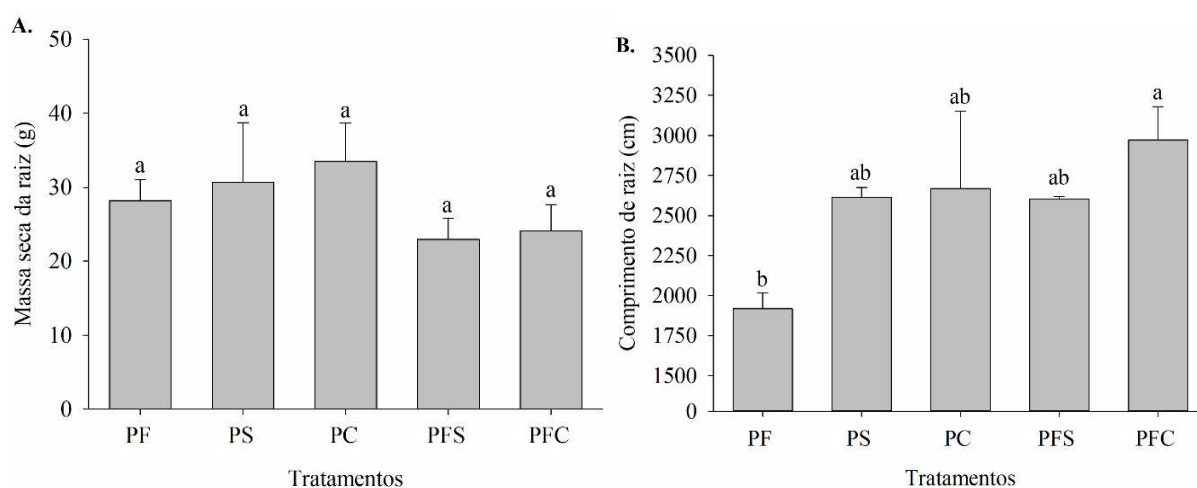 A.
Massa seca da raiz (g)
50
40
30
20
10
0
a
a
a
a
a
PF PS PC PFS PFC
Tratamentos
B.
Comprimento de raiz (cm)
3500
3250
3000
2750
2500
2250
2000
1750
1500
0
b
ab
ab
ab
a
PF PS PC PFS PFC
Tratamentos